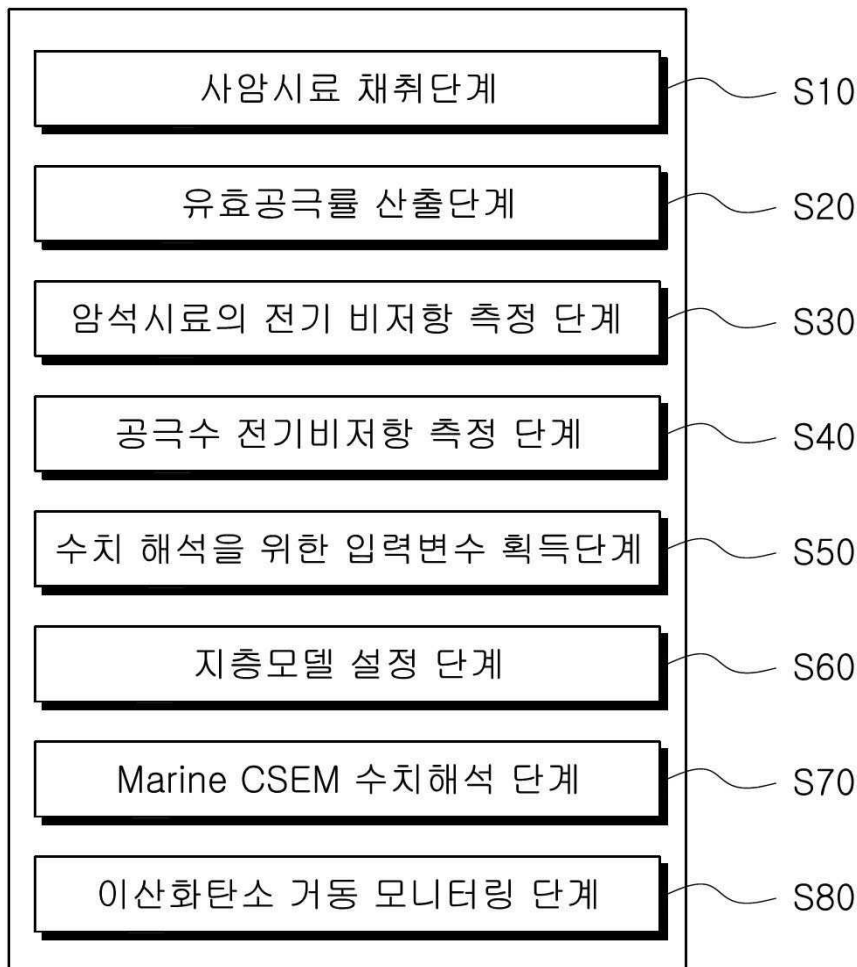 사암시료 채취단계 S10
유효공극률 산출단계 S20
암석시료의 전기 비저항 측정 단계 S30
공극수 전기비저항 측정 단계 S40
수치 해석을 위한 입력변수 획득단계 S50
지층모델 설정 단계 S60
Marine CSEM 수치해석 단계 S70
이산화탄소 거동 모니터링 단계 S80